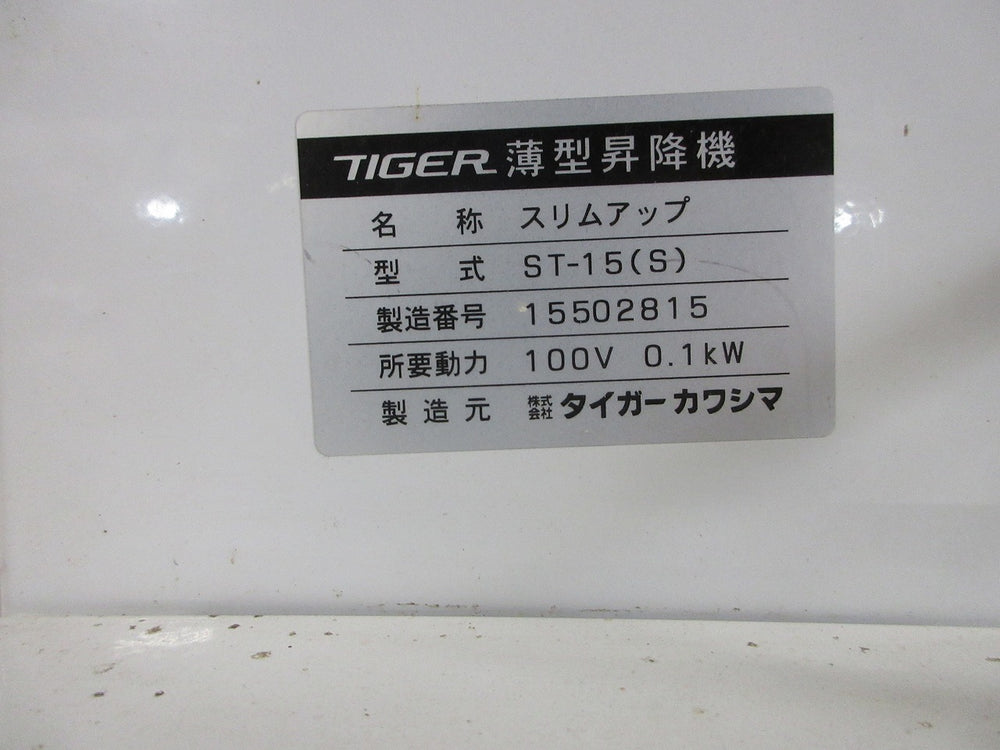 TIGER 薄型昇降機
名称 スリムアップ
型式 ST-15(S)
製造番号 15502815
所要動力 100V 0.1kW
製造元 株式会社 タイガーカワシマ